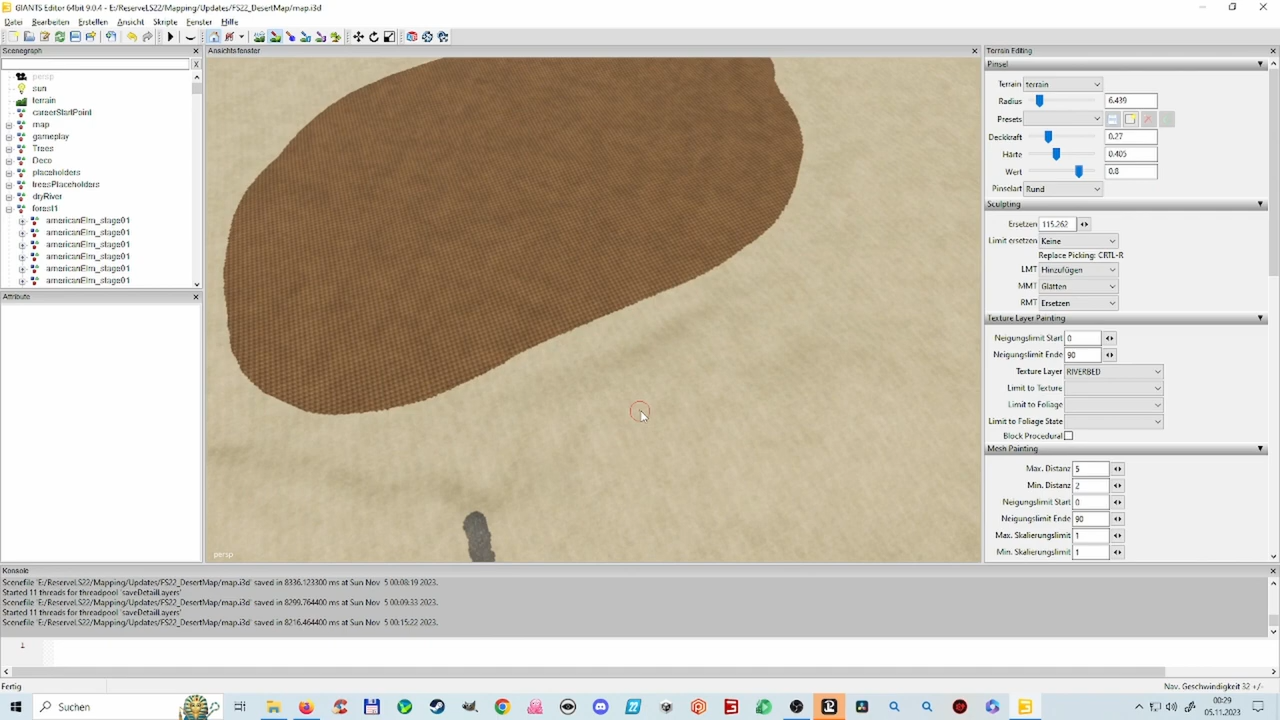 GIANTS Editor 64bit v9.0.4 - E:/ReserveLS22/Mapping/Updates/FS22_DesertMap/map.i3d
Datei Bearbeiten Erstellen Ansicht Skripte Fenster Hilfe
Scenegraph
X
persp
sun
terrain
careerStartPoint
map
gameplay
Trees
Deco
placeholders
treesPlaceholders
dryRiver
forest1
americanElm_stage01
americanElm_stage01
americanElm_stage01
americanElm_stage01
americanElm_stage01
americanElm_stage01
Attribute
Ansichtsfenster
persp
Terrain Editing
Pinsel
Terrain terrain
Radius 6.439
Presets
Deckkraft 0.27
Härte 0.405
Wert 0.8
Pinselart Rund
Sculpting
Ersetzen 115.262
Limit ersetzen Keine
Replace Picking: CRTL-R
LMT Hinzufügen
MMT Glätten
RMT Ersetzen
Texture Layer Painting
Neigungslimit Start 0
Neigungslimit Ende 90
Texture Layer RIVERBED
Limit to Texture
Limit to Foliage
Limit to Foliage State
Block Procedural
Mesh Painting
Max. Distanz 5
Min. Distanz 2
Neigungslimit Start 0
Neigungslimit Ende 90
Max. Skalierungslimit 1
Min. Skalierungslimit 1
Konsole
Scenefile 'E:/ReserveLS22/Mapping/Updates/FS22_DesertMap/map.i3d' saved in 8336.123300 ms at Sun Nov 5 00:08:19 2023.
Started 11 threads for threadpool 'saveDetailLayers'
Scenefile 'E:/ReserveLS22/Mapping/Updates/FS22_DesertMap/map.i3d' saved in 8299.764400 ms at Sun Nov 5 00:09:33 2023.
Started 11 threads for threadpool 'saveDetailLayers'
Scenefile 'E:/ReserveLS22/Mapping/Updates/FS22_DesertMap/map.i3d' saved in 8216.464400 ms at Sun Nov 5 00:15:22 2023.
1
Fertig
Nav. Geschwindigkeit 32 +/-
Suchen
00:29
05.11.2023